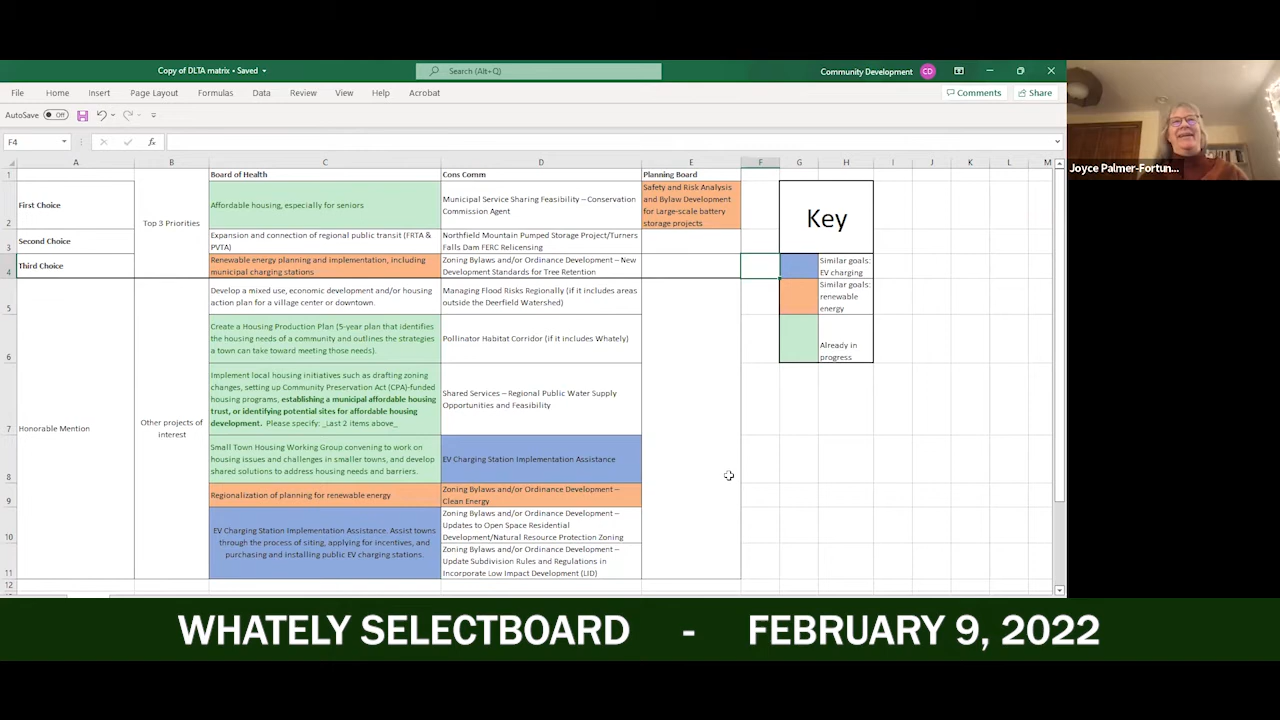 Copy of DLTA matrix • Saved
Search (Alt+Q)
Community Development CD
File Home Insert Page Layout Formulas Data Review View Help Acrobat
Comments Share
AutoSave Off
F4
fx
A B C D E F G H I J K L M
1 Board of Health Cons Comm Planning Board
2
First Choice
Top 3 Priorities
Affordable housing, especially for seniors
Municipal Service Sharing Feasibility – Conservation
Commission Agent
Safety and Risk Analysis
and Bylaw Development
for Large-scale battery
storage projects
Key
3
Second Choice
Expansion and connection of regional public transit (FRTA &
PVTA)
Northfield Mountain Pumped Storage Project/Turners
Falls Dam FERC Relicensing
4
Third Choice
Renewable energy planning and implementation, including
municipal charging stations
Zoning Bylaws and/or Ordinance Development – New
Development Standards for Tree Retention
Similar goals:
EV charging
5
Develop a mixed use, economic development and/or housing
action plan for a village center or downtown.
Managing Flood Risks Regionally (if it includes areas
outside the Deerfield Watershed)
Similar goals:
renewable
energy
6
Create a Housing Production Plan (5-year plan that identifies
the housing needs of a community and outlines the strategies
a town can take toward meeting those needs).
Pollinator Habitat Corridor (if it includes Whately)
Already in
progress
7
Honorable Mention
Other projects of
interest
Implement local housing initiatives such as drafting zoning
changes, setting up Community Preservation Act (CPA)-funded
housing programs, establishing a municipal affordable housing
trust, or identifying potential sites for affordable housing
development. Please specify: _Last 2 items above_
Shared Services – Regional Public Water Supply
Opportunities and Feasibility
8
Small Town Housing Working Group convening to work on
housing issues and challenges in smaller towns, and develop
shared solutions to address housing needs and barriers.
EV Charging Station Implementation Assistance
9
Regionalization of planning for renewable energy
Zoning Bylaws and/or Ordinance Development –
Clean Energy
10
EV Charging Station Implementation Assistance. Assist towns
through the process of siting, applying for incentives, and
purchasing and installing public EV charging stations.
Zoning Bylaws and/or Ordinance Development –
Updates to Open Space Residential
Development/Natural Resource Protection Zoning
11
Zoning Bylaws and/or Ordinance Development –
Update Subdivision Rules and Regulations in
Incorporate Low Impact Development (LID)
12
Joyce Palmer-Fortun...
WHATELY SELECTBOARD - FEBRUARY 9, 2022